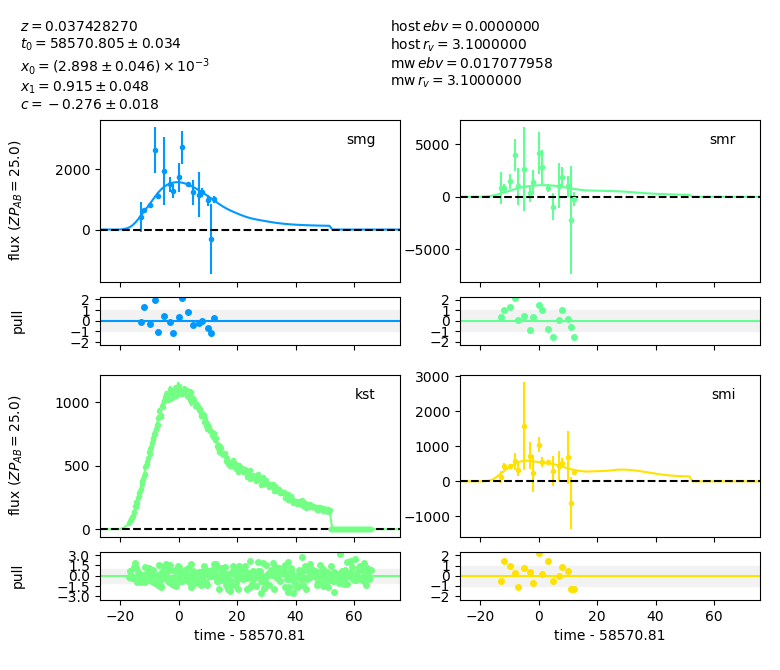 z = 0.037428270
t₀ = 58570.805 ± 0.034
x₀ = (2.898 ± 0.046) × 10⁻³
x₁ = 0.915 ± 0.048
c = −0.276 ± 0.018
host ebv = 0.0000000
host r_v = 3.1000000
mw ebv = 0.017077958
mw r_v = 3.1000000
smg
2000
0
flux (ZP_AB = 25.0)
smr
5000
0
−5000
2
1
0
−1
−2
pull
2
1
0
−1
−2
kst
1000
500
0
flux (ZP_AB = 25.0)
smi
3000
2000
1000
0
−1000
3.0
1.5
0.0
−1.5
−3.0
pull
2
1
0
−1
−2
−20 0 20 40 60
time - 58570.81
−20 0 20 40 60
time - 58570.81